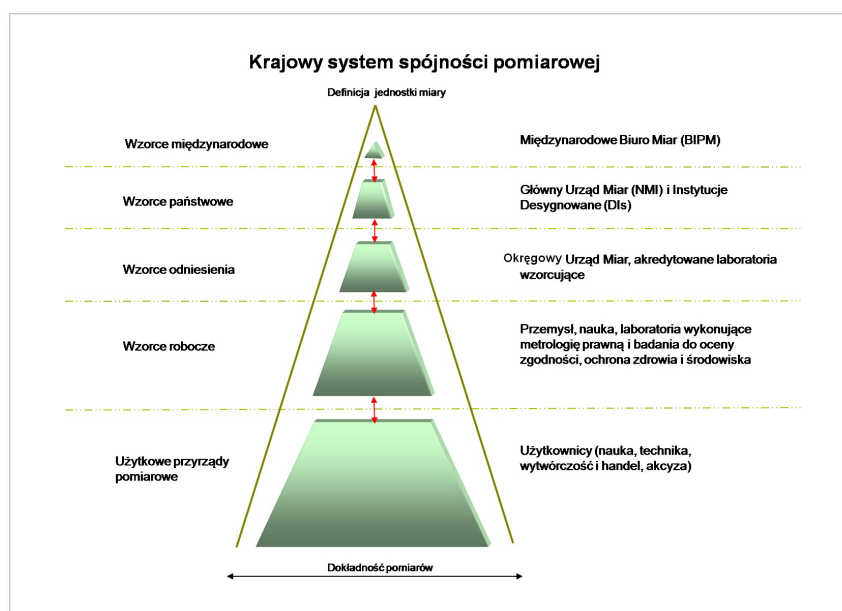 Krajowy system spójności pomiarowej
Definicja jednostki miary
Wzorce międzynarodowe
Międzynarodowe Biuro Miar (BIPM)
Wzorce państwowe
Główny Urząd Miar (NMI) i Instytucje
Desygnowane (DIs)
Wzorce odniesienia
Okręgowy Urząd Miar, akredytowane laboratoria
wzorcujące
Wzorce robocze
Przemysł, nauka, laboratoria wykonujące
metrologię prawną i badania do oceny
zgodności, ochrona zdrowia i środowiska
Użytkowe przyrządy
pomiarowe
Użytkownicy (nauka, technika,
wytwórczość i handel, akcyza)
Dokładność pomiarów